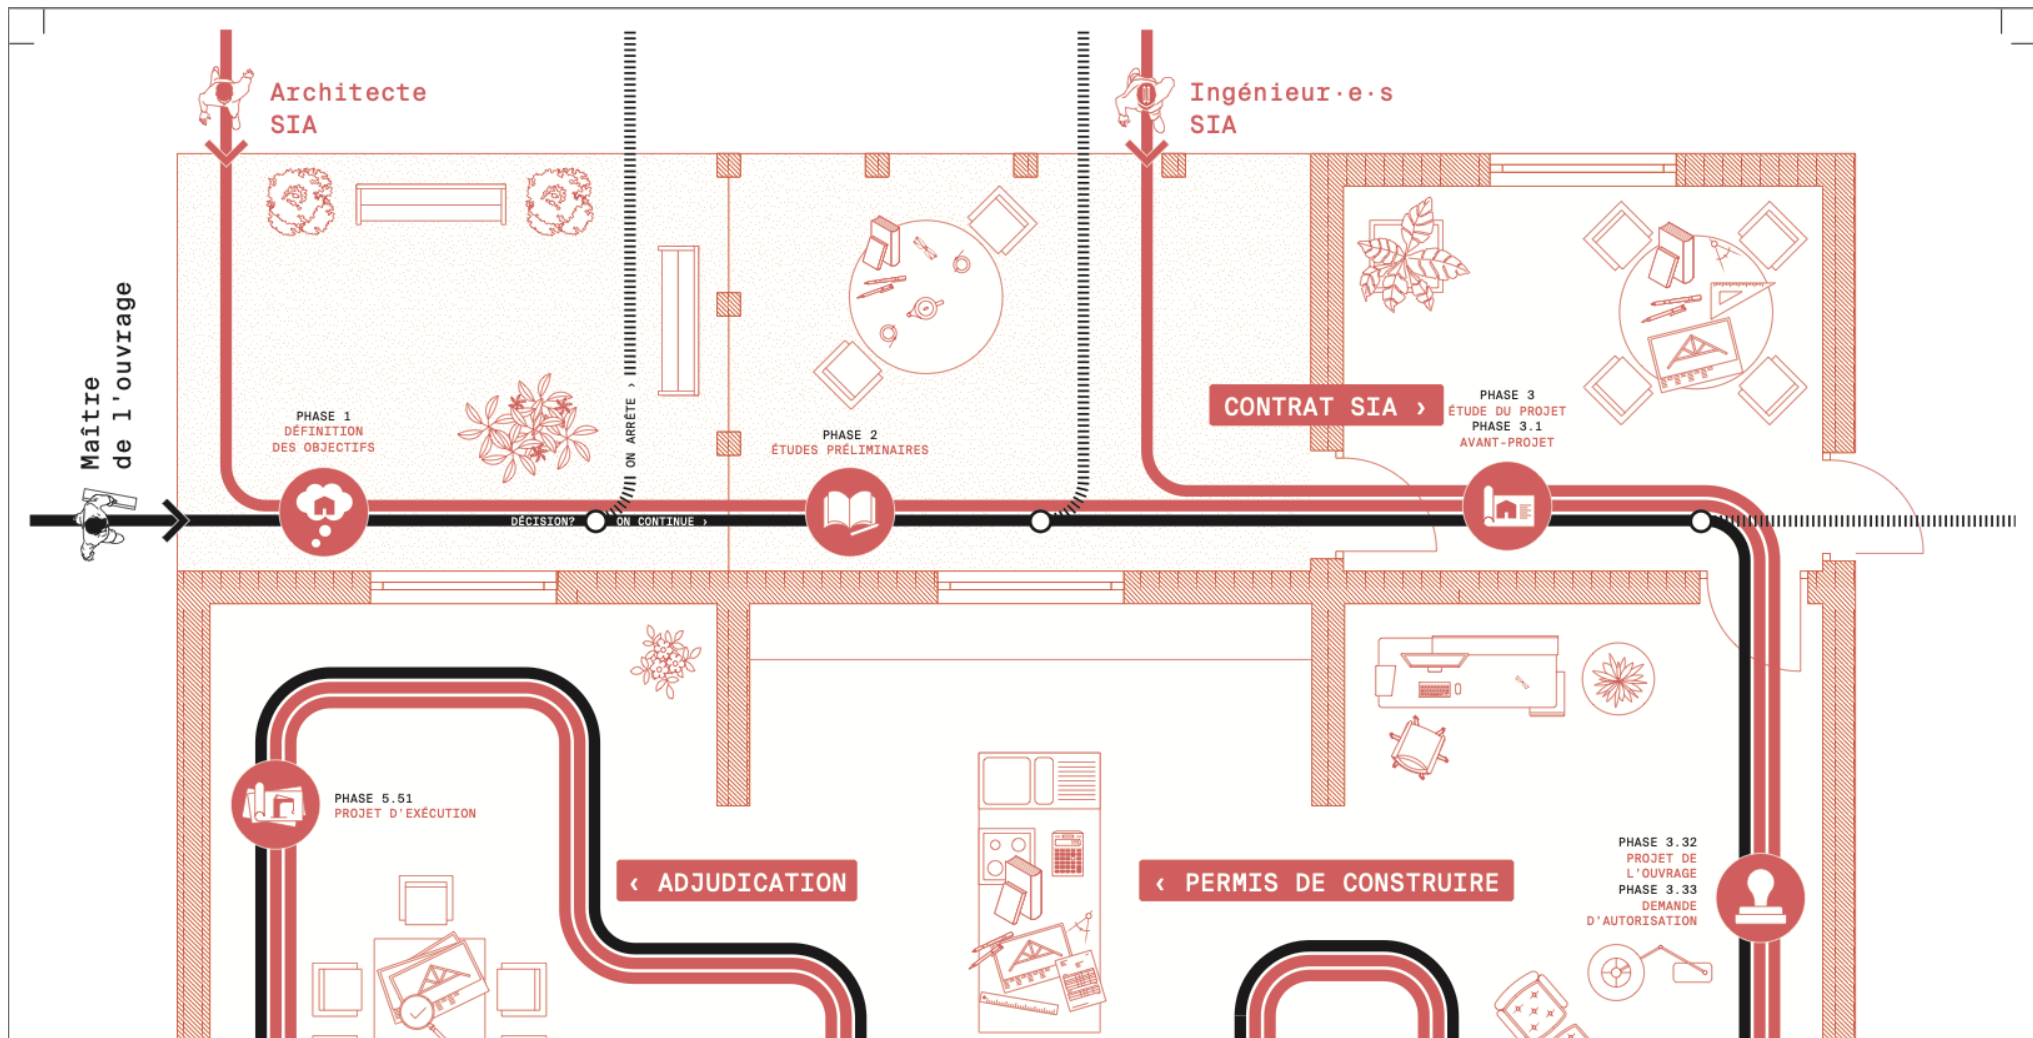 Architecte
SIA
Ingénieur·e·s
SIA
Maître
de l'ouvrage
PHASE 1
DÉFINITION
DES OBJECTIFS
ON ARRÊTE ›
DÉCISION?
ON CONTINUE ›
PHASE 2
ÉTUDES PRÉLIMINAIRES
CONTRAT SIA ›
PHASE 3
ÉTUDE DU PROJET
PHASE 3.1
AVANT-PROJET
PHASE 5.51
PROJET D'EXÉCUTION
‹ ADJUDICATION
‹ PERMIS DE CONSTRUIRE
PHASE 3.32
PROJET DE
L'OUVRAGE
PHASE 3.33
DEMANDE
D'AUTORISATION